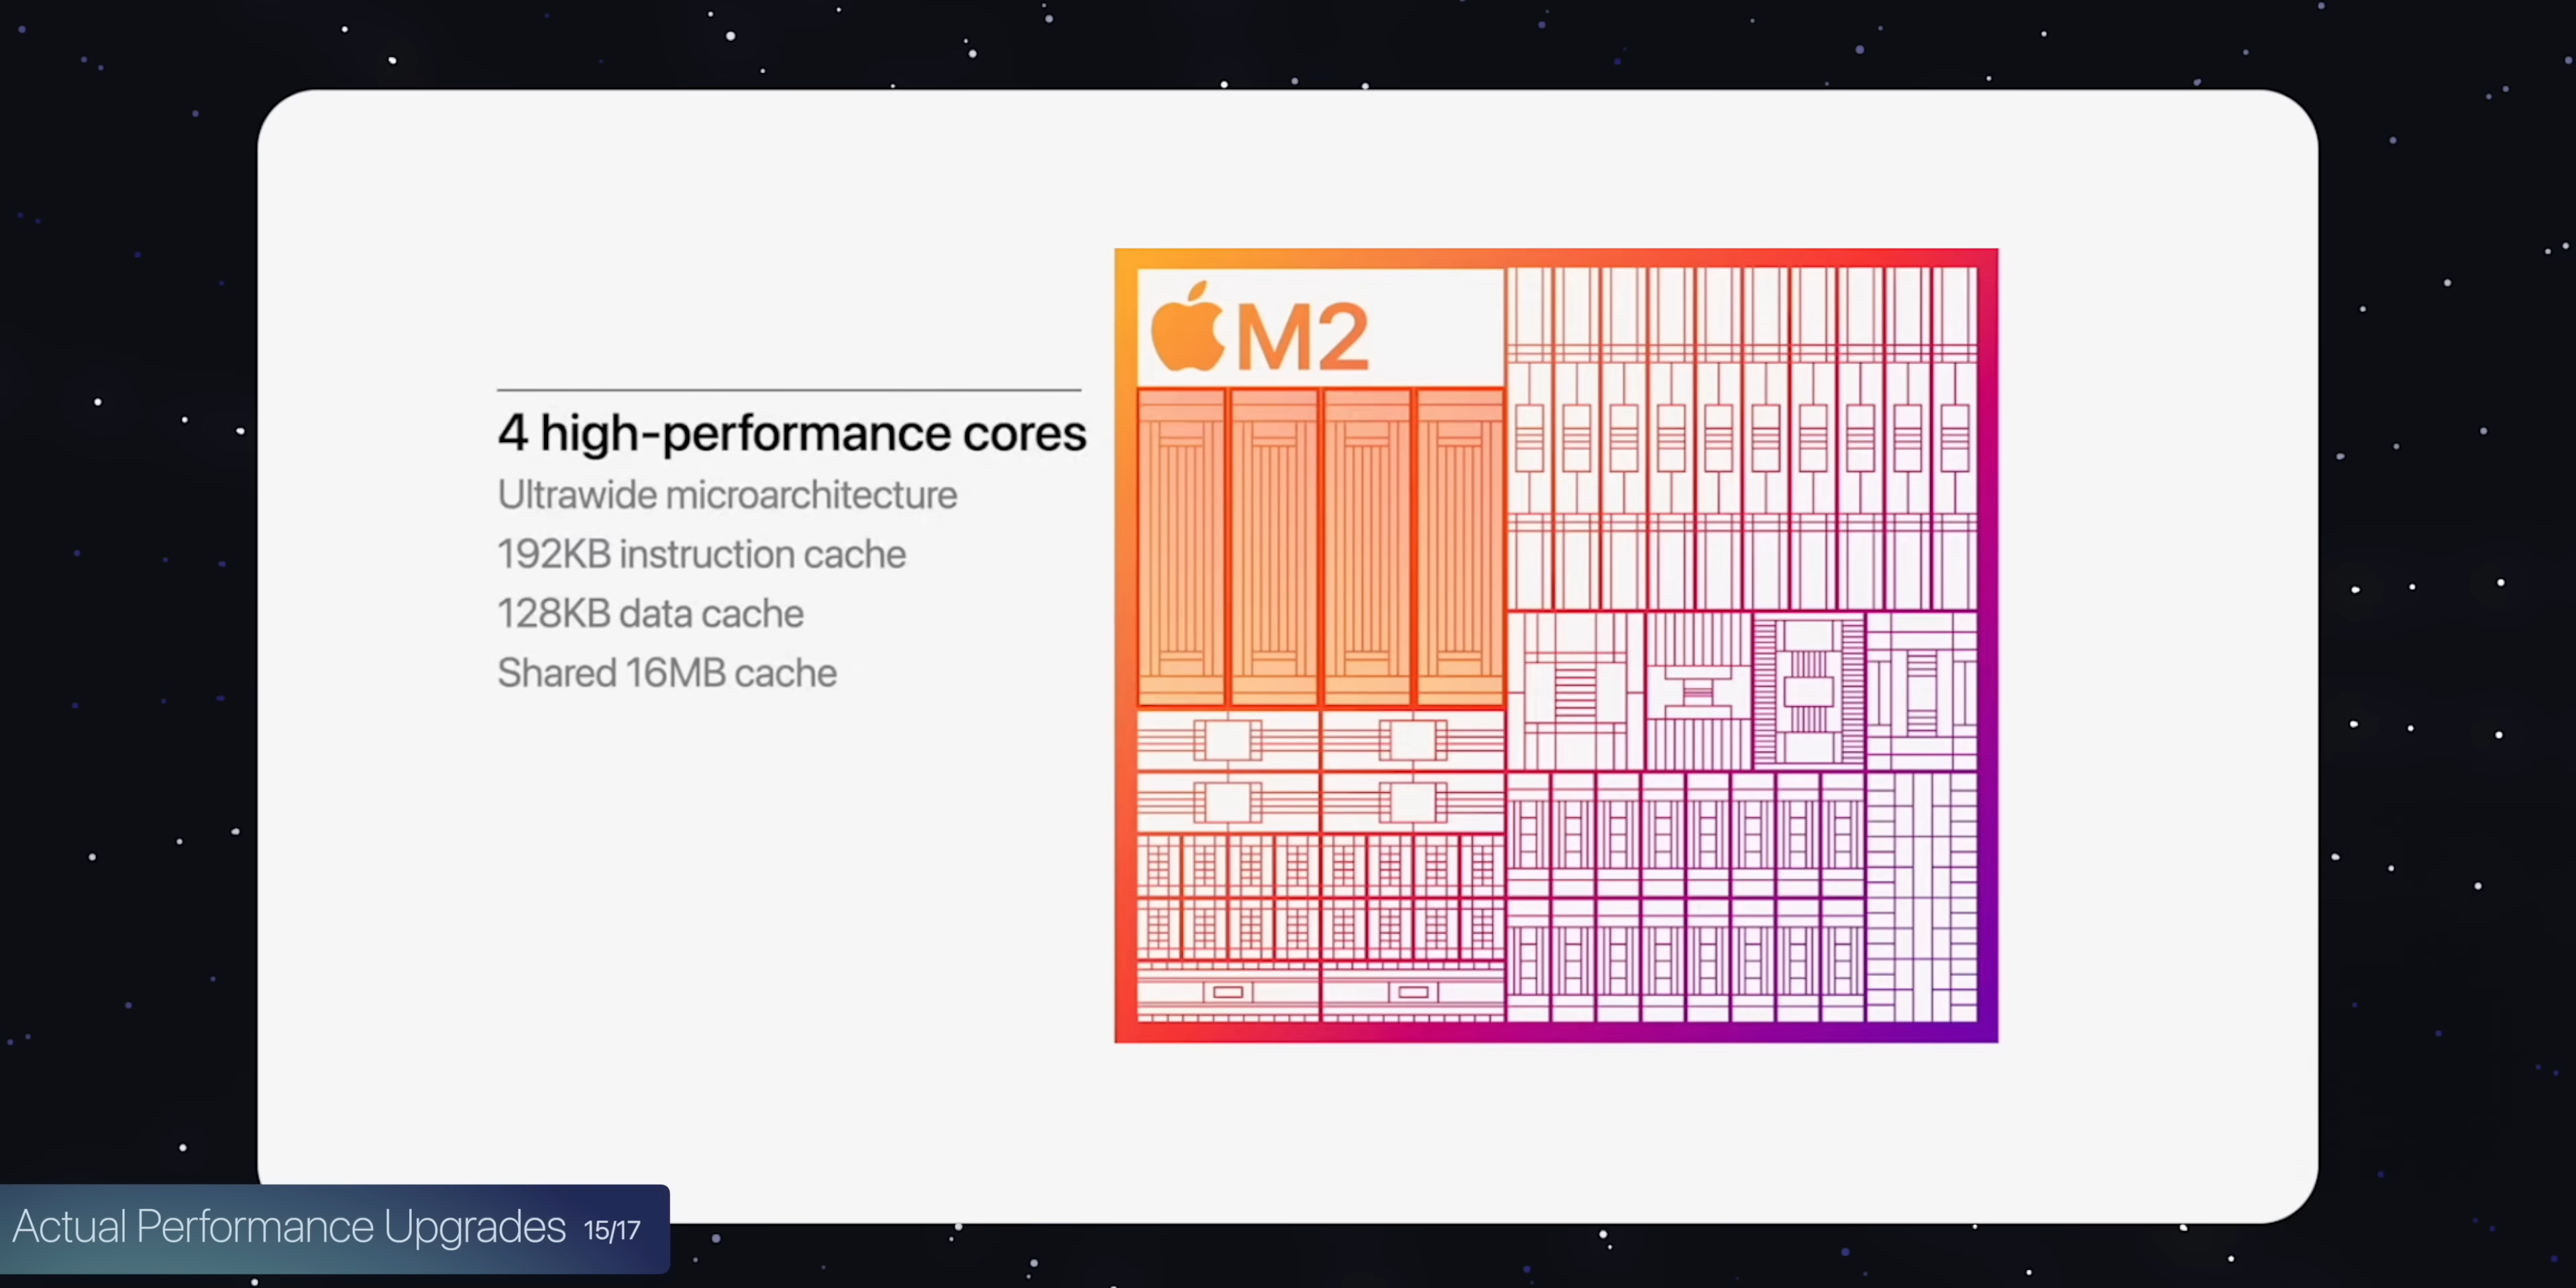 M2
4 high-performance cores
Ultrawide microarchitecture
192KB instruction cache
128KB data cache
Shared 16MB cache
Actual Performance Upgrades 15/17